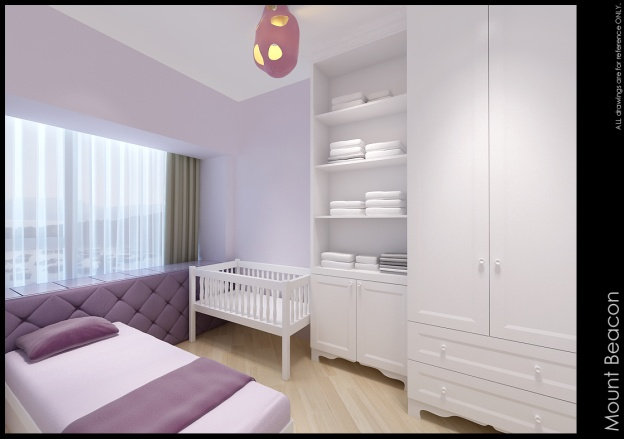 ALL drawings are for reference ONLY.
Mount Beacon